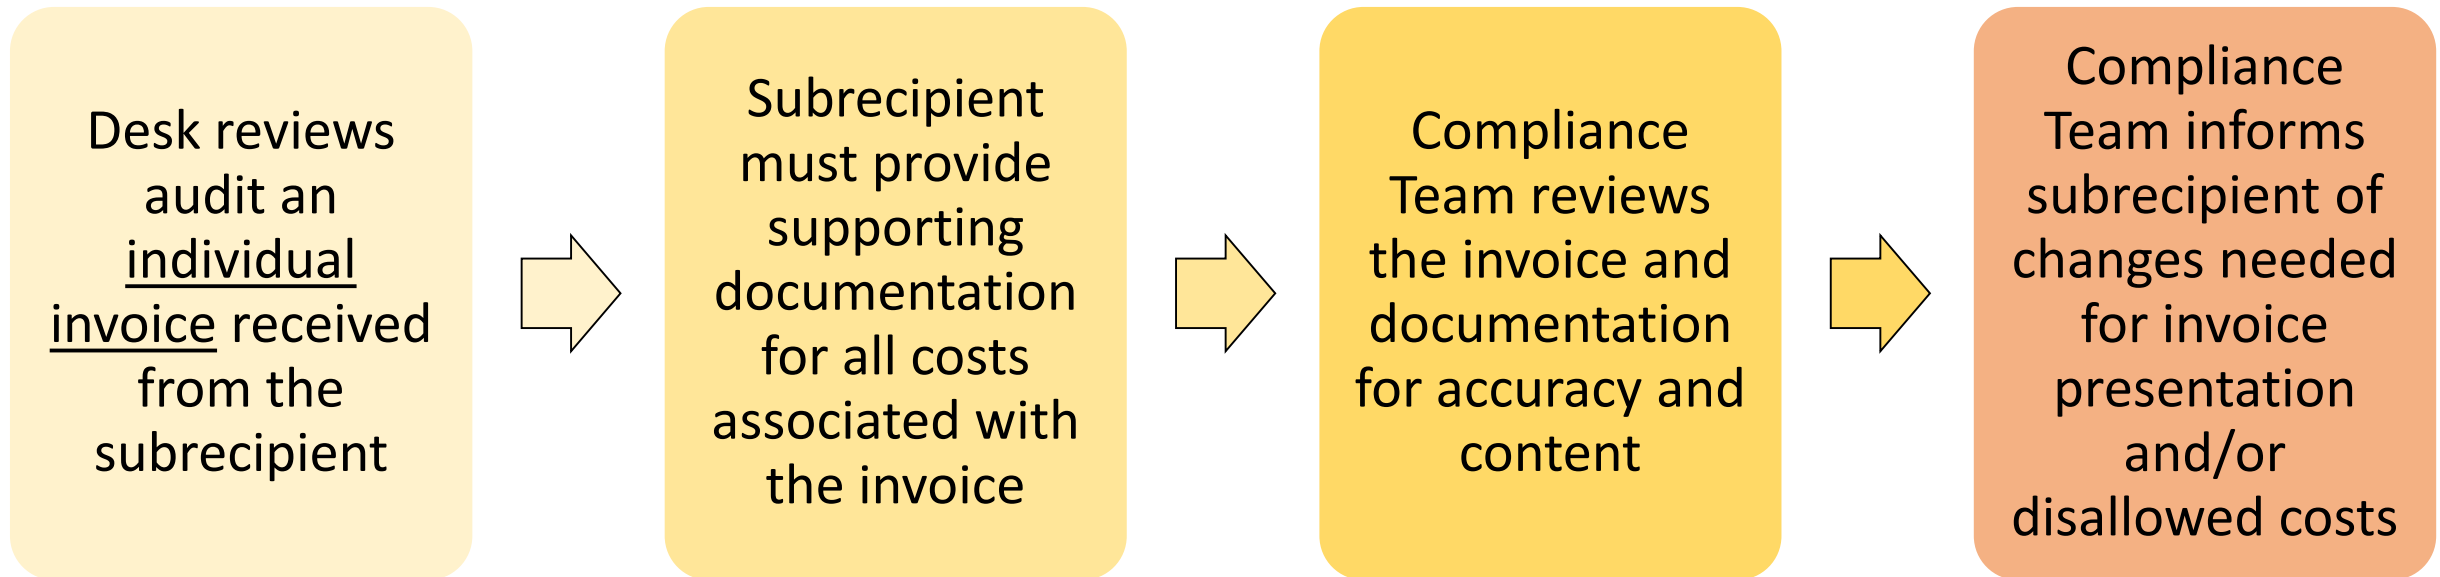 Desk reviews
audit an
individual
invoice received
from the
subrecipient
Subrecipient
must provide
supporting
documentation
for all costs
associated with
the invoice
Compliance
Team reviews
the invoice and
documentation
for accuracy and
content
Compliance
Team informs
subrecipient of
changes needed
for invoice
presentation
and/or
disallowed costs